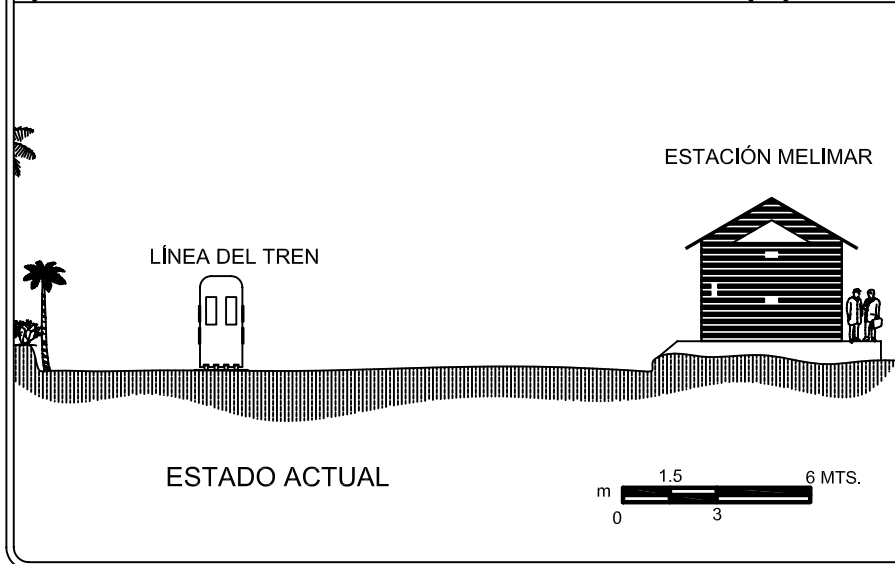 ESTACIÓN MELIMAR
LÍNEA DEL TREN
ESTADO ACTUAL
1.5 6 MTS.
m
0 3